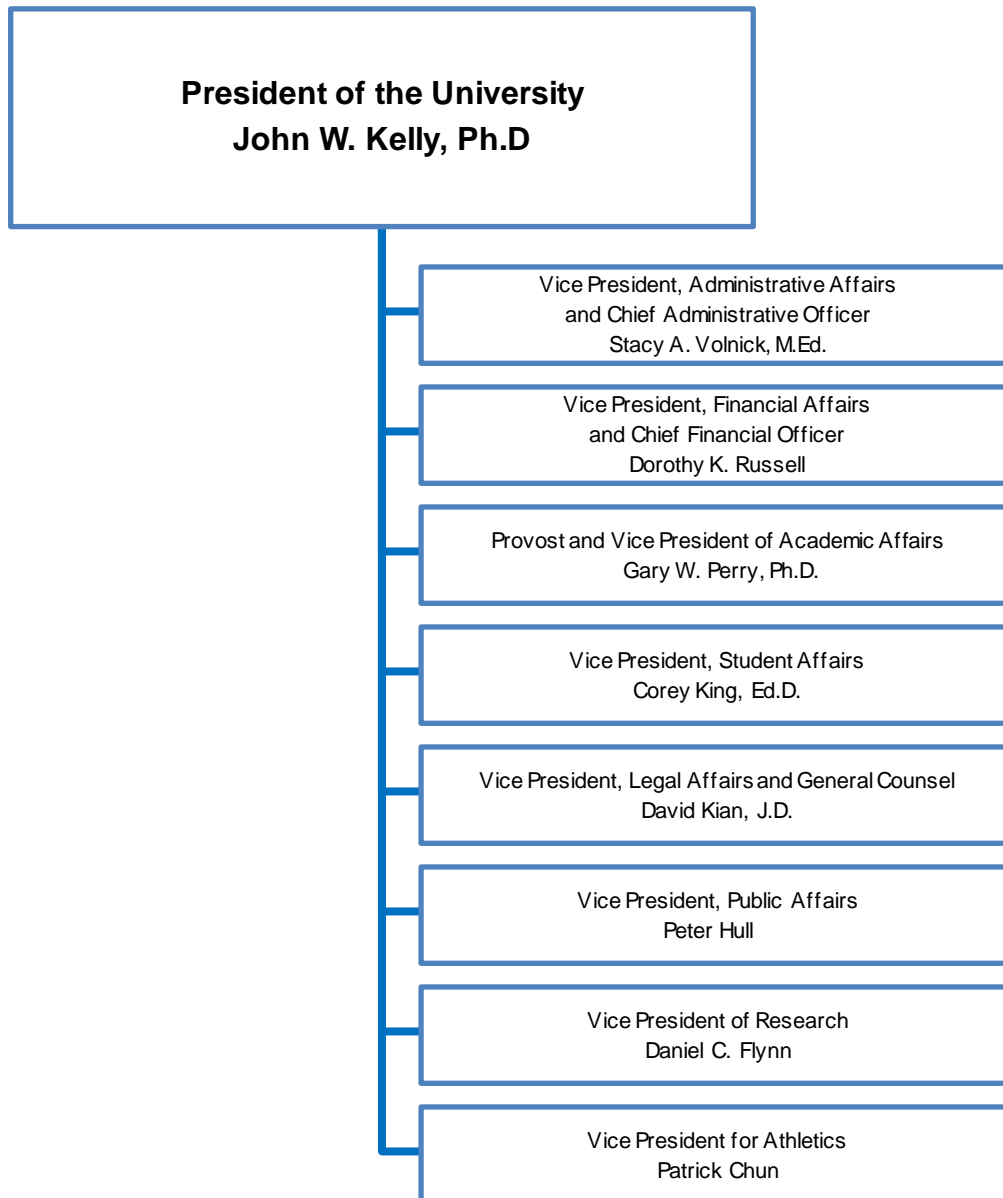 President of the University
John W. Kelly, Ph.D
Vice President, Administrative Affairs
and Chief Administrative Officer
Stacy A. Volnick, M.Ed.
Vice President, Financial Affairs
and Chief Financial Officer
Dorothy K. Russell
Provost and Vice President of Academic Affairs
Gary W. Perry, Ph.D.
Vice President, Student Affairs
Corey King, Ed.D.
Vice President, Legal Affairs and General Counsel
David Kian, J.D.
Vice President, Public Affairs
Peter Hull
Vice President of Research
Daniel C. Flynn
Vice President for Athletics
Patrick Chun